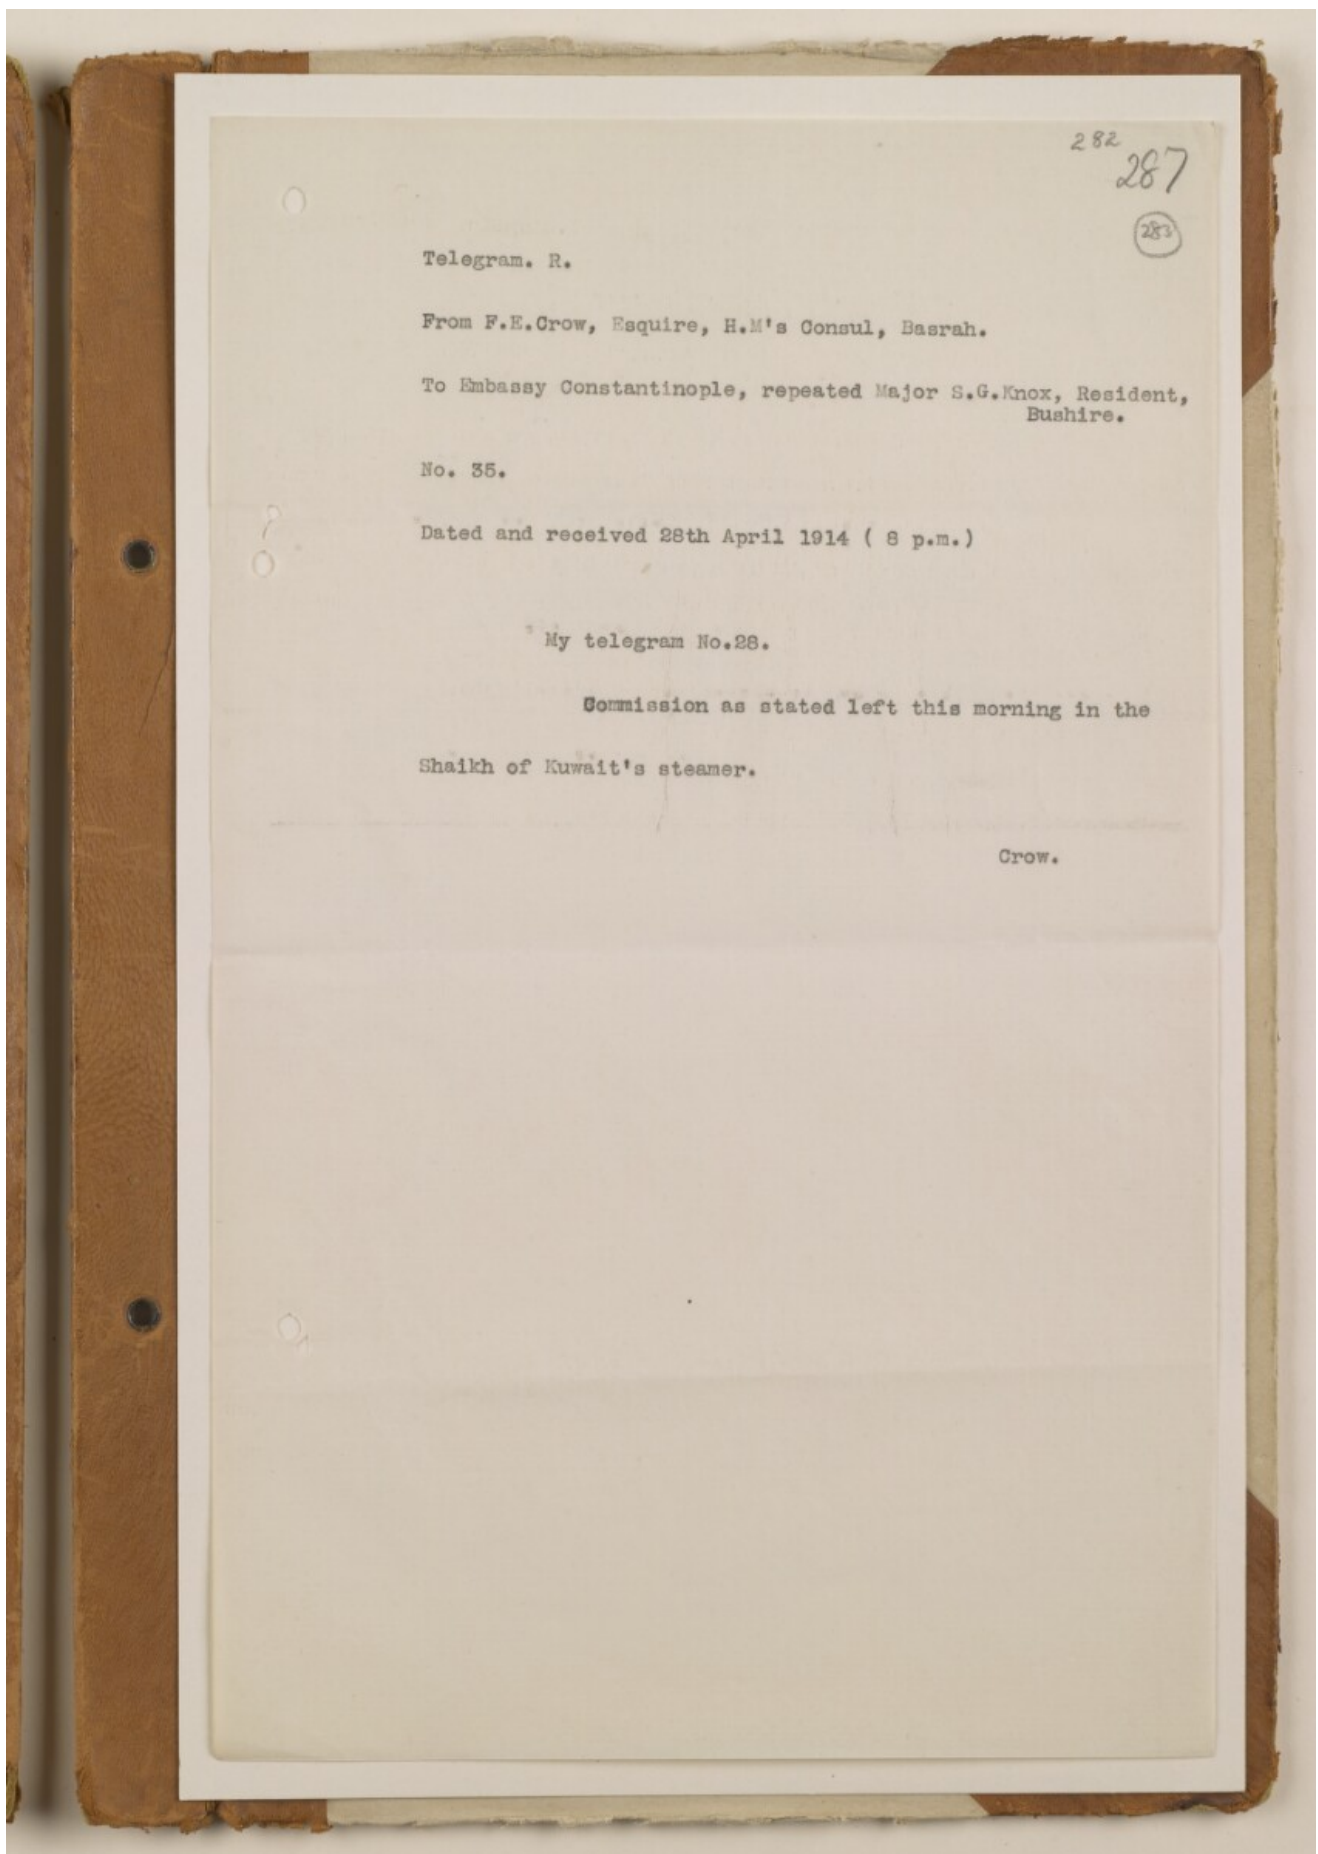 282
287
283
Telegram. R.
From F.E.Crow, Esquire, H.M's Consul, Basrah.
To Embassy Constantinople, repeated Major S.G.Knox, Resident,
Bushire.
No. 35.
Dated and received 28th April 1914 ( 8 p.m.)
My telegram No.28.
Commission as stated left this morning in the
Shaikh of Kuwait's steamer.
Crow.